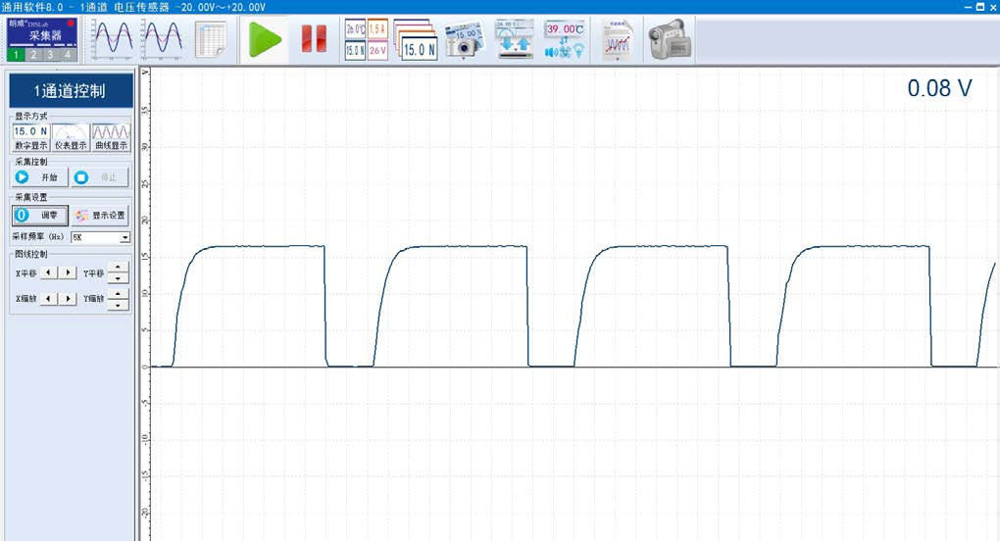 通用软件8.0 - 1通道 电压传感器 -20.00V～+20.00V
朗威®DISLab
采集器
1 2 3 4
26.0℃ 1.5 A
15.0 N 26 V
15.0 N
15.00 N
26.00 N
39.00℃
1通道控制
0.08 V
显示方式
15.0 N
数字显示 仪表显示 曲线显示
采集控制
开始 停止
采集设置
调零 显示设置
采样频率 (Hz) 5K
图线控制
X平移 Y平移
X缩放 Y缩放
V
35
30
25
20
15
10
5
0
-5
-10
-15
-20